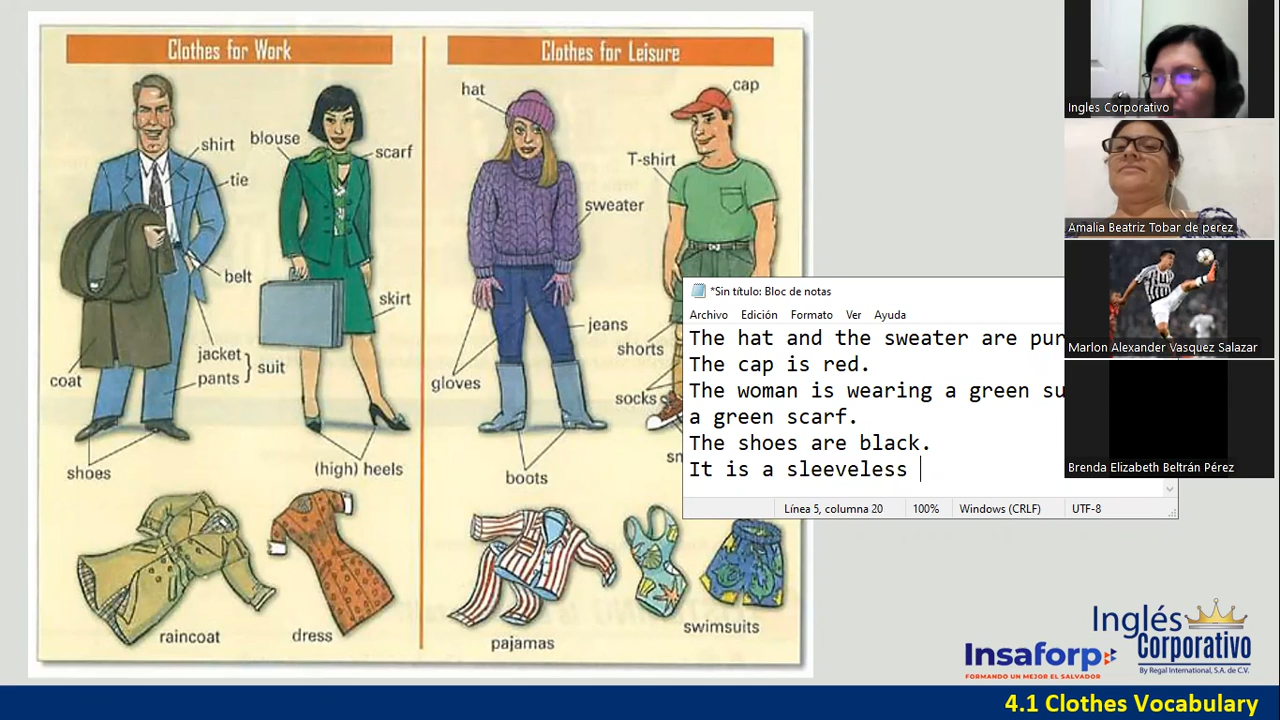 Clothes for Work
Clothes for Leisure
shirt
tie
blouse
scarf
belt
skirt
jacket
pants
suit
coat
shoes
(high) heels
raincoat
dress
hat
cap
T-shirt
sweater
jeans
shorts
gloves
socks
boots
pajamas
swimsuits
*Sin título: Bloc de notas
Archivo Edición Formato Ver Ayuda
The hat and the sweater are pur
The cap is red.
The woman is wearing a green su
a green scarf.
The shoes are black.
It is a sleeveless
Línea 5, columna 20 100% Windows (CRLF) UTF-8
Ingles Corporativo
Amalia Beatriz Tobar de perez
Marlon Alexander Vasquez Salazar
Brenda Elizabeth Beltrán Pérez
Insaforp
FORMANDO UN MEJOR EL SALVADOR
Inglés
Corporativo
By Regal International, S.A. de C.V.
4.1 Clothes Vocabulary